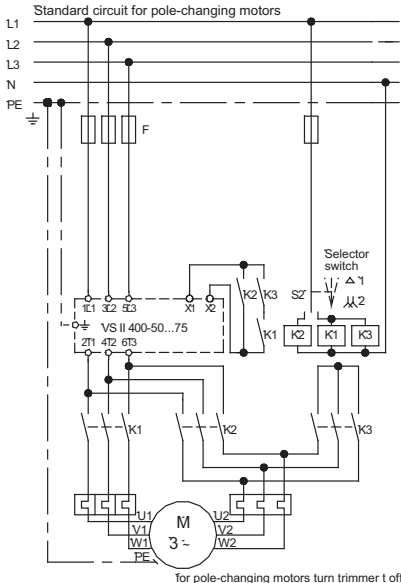 Standard circuit for pole-changing motors
L1
L2
L3
N
PE
F
Selector
switch
K2 K3
S2
Δ 1
2
1L1 3L2 5L3 X1 X2
VS II 400-50...75
K1
K2 K1 K3
2T1 4T2 6T3
K1 K2 K3
U1 U2
V1 M V2
W1 3 ~ W2
PE
for pole-changing motors turn trimmer t off